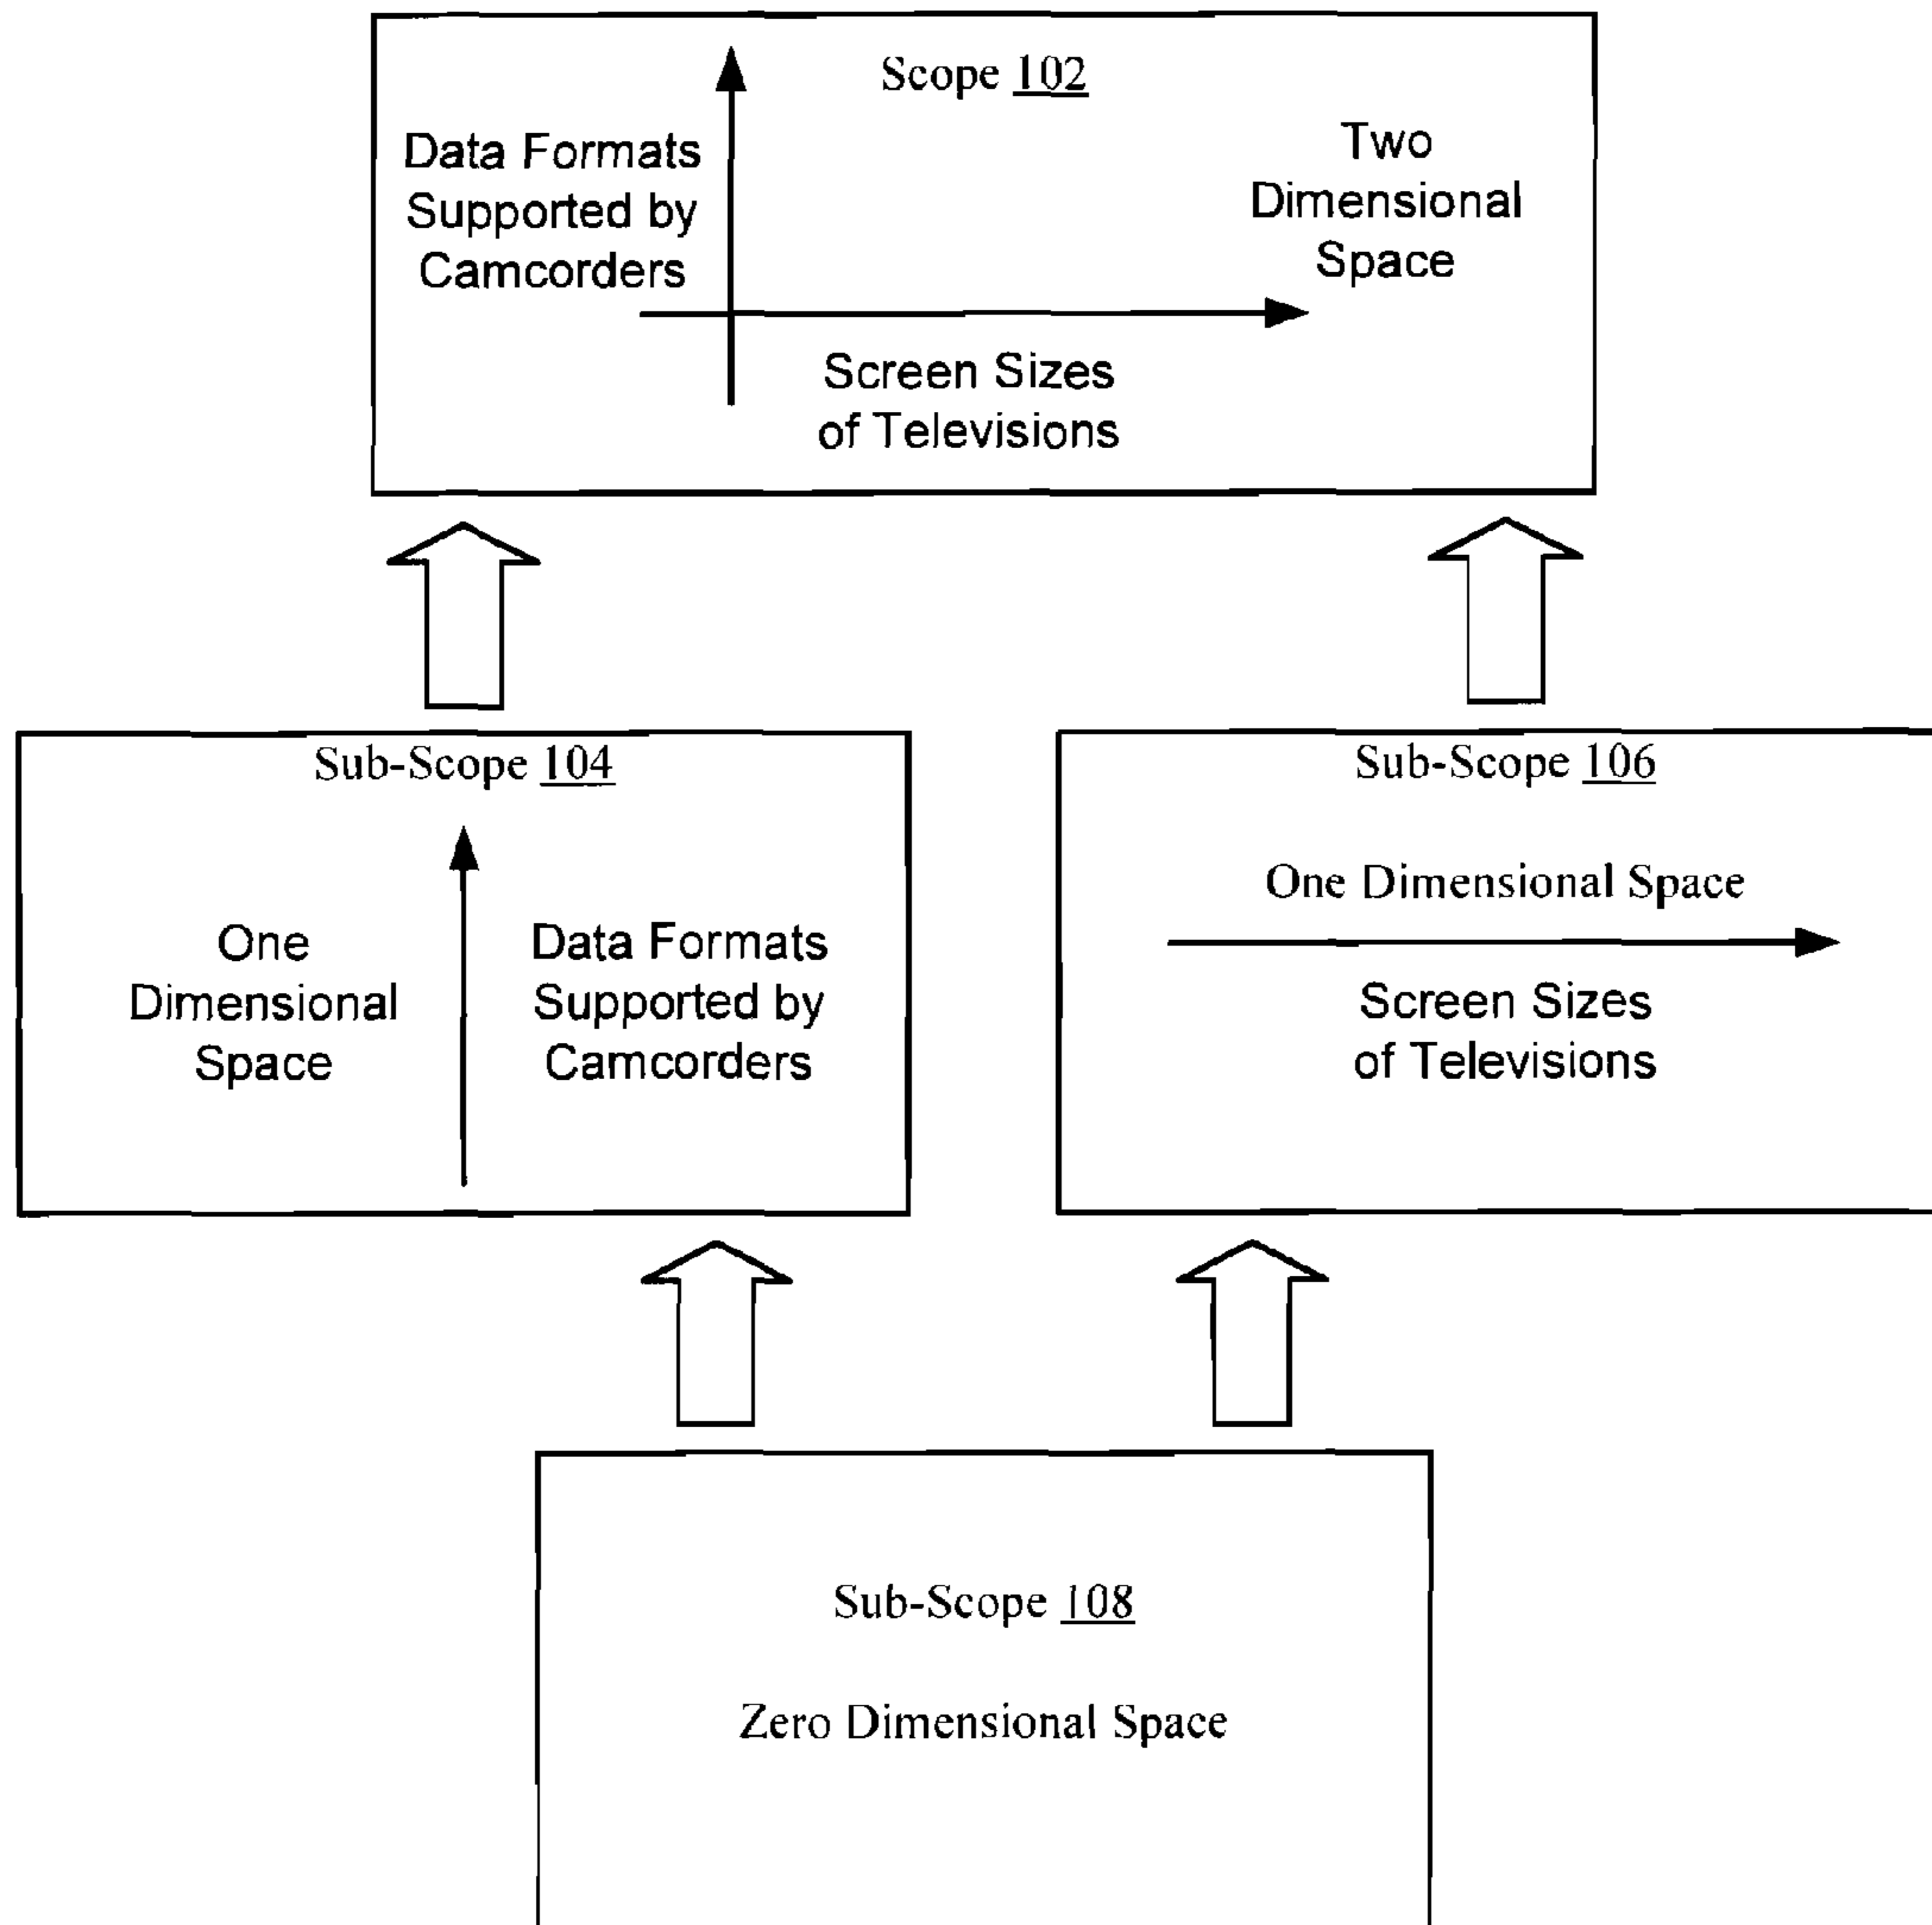 Scope 102
Data Formats
Supported by
Camcorders
Two
Dimensional
Space
Screen Sizes
of Televisions
Sub-Scope 104
One
Dimensional
Space
Data Formats
Supported by
Camcorders
Sub-Scope 106
One Dimensional Space
Screen Sizes
of Televisions
Sub-Scope 108
Zero Dimensional Space